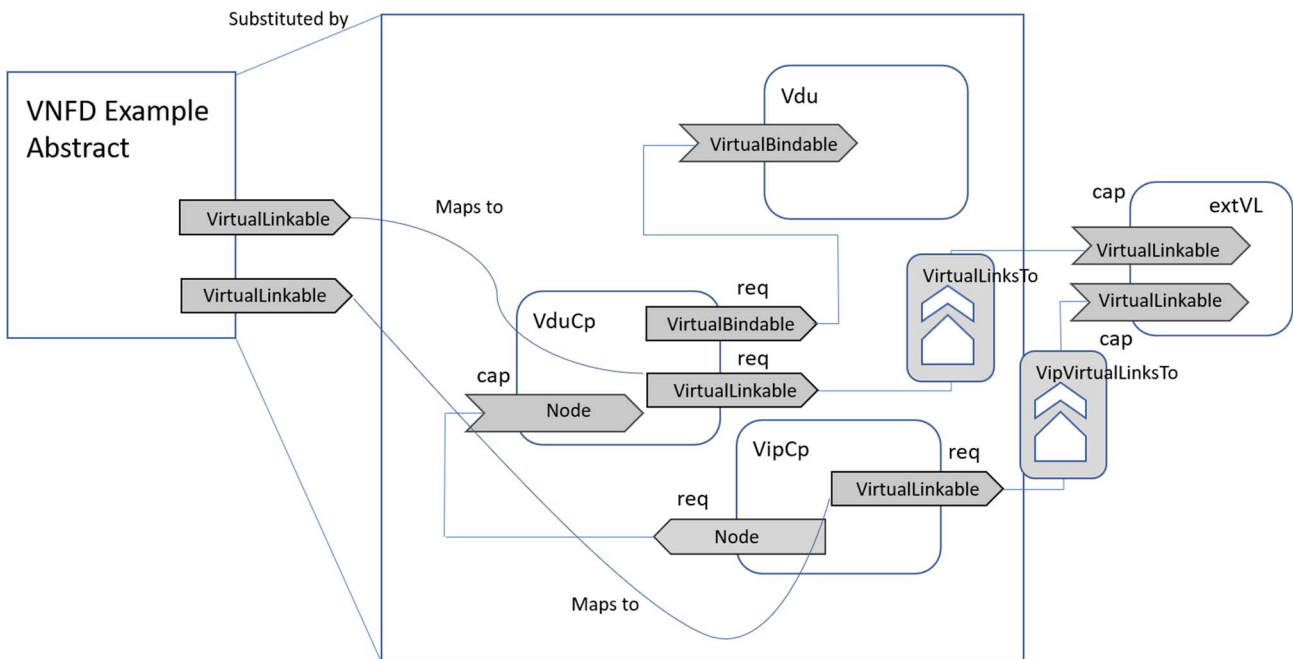 Substituted by
VNFD Example
Abstract
VirtualLinkable
VirtualLinkable
Maps to
Vdu
VirtualBindable
cap
extVL
VirtualLinkable
VirtualLinkable
cap
VirtualLinksTo
VduCp
req
VirtualBindable
req
VirtualLinkable
cap
Node
VipVirtualLinksTo
VipCp
req
VirtualLinkable
req
Node
Maps to